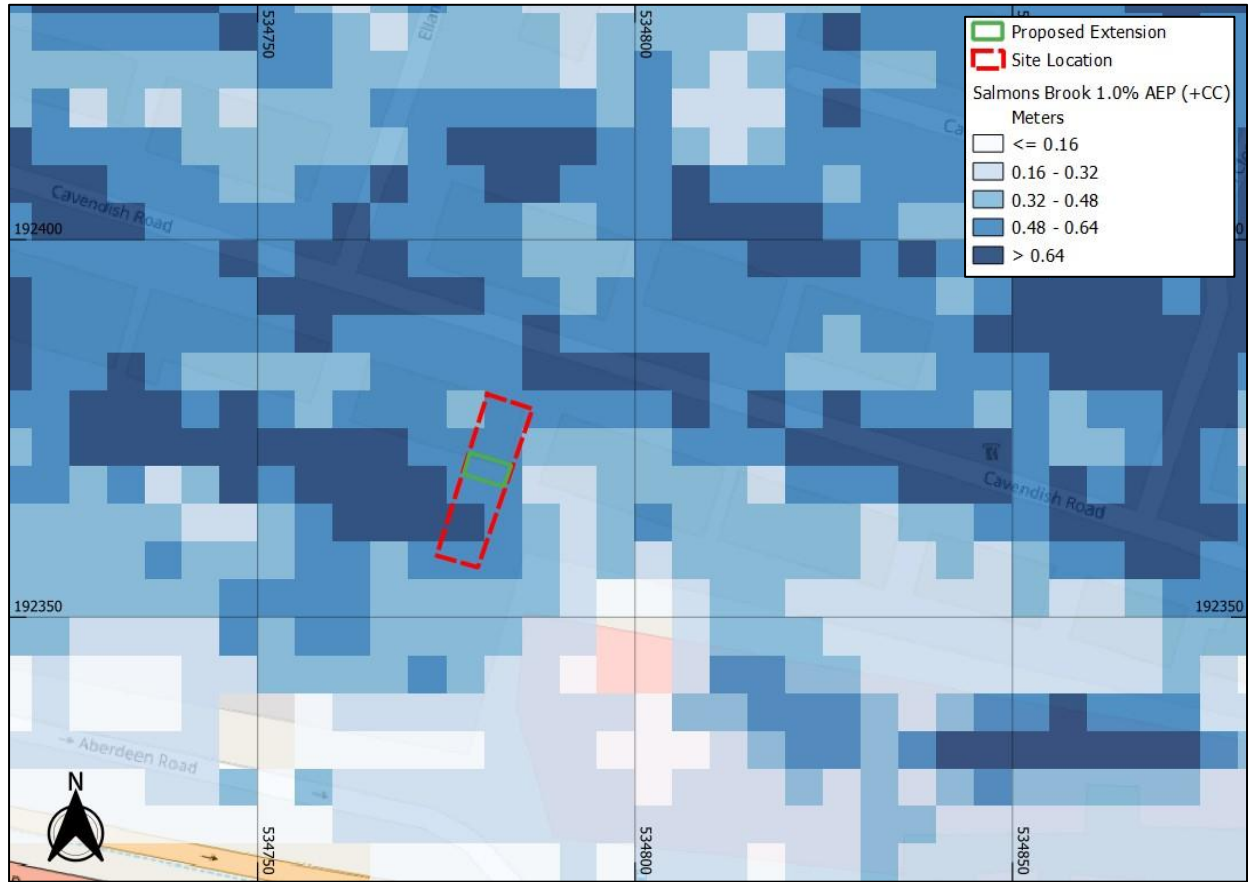 534750
534800
Proposed Extension
Site Location
Salmons Brook 1.0% AEP (+CC)
Meters
<= 0.16
0.16 - 0.32
0.32 - 0.48
0.48 - 0.64
> 0.64
Cavendish Road
192400
Cavendish Road
192350
192350
Aberdeen Road
N
534750
534800
534850